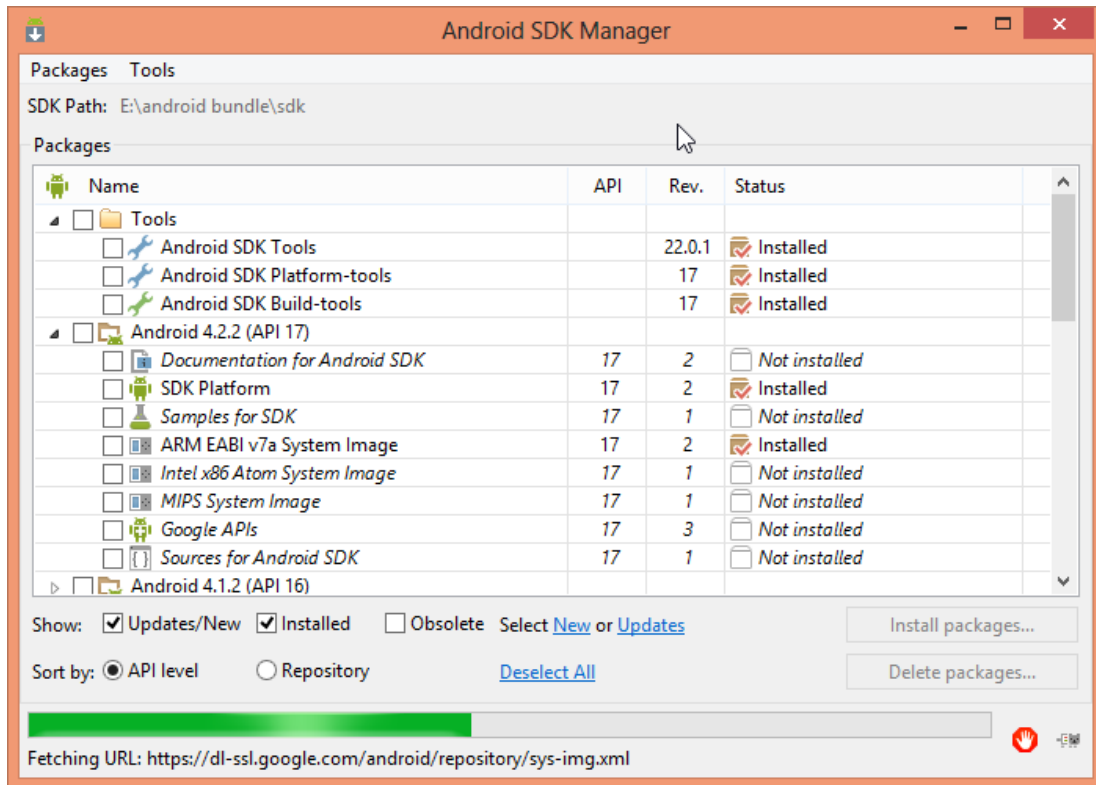 Android SDK Manager
Packages Tools
SDK Path: E:\android bundle\sdk
Packages
Name API Rev. Status
Tools
Android SDK Tools 22.0.1 Installed
Android SDK Platform-tools 17 Installed
Android SDK Build-tools 17 Installed
Android 4.2.2 (API 17)
Documentation for Android SDK 17 2 Not installed
SDK Platform 17 2 Installed
Samples for SDK 17 1 Not installed
ARM EABI v7a System Image 17 2 Installed
Intel x86 Atom System Image 17 1 Not installed
MIPS System Image 17 1 Not installed
Google APIs 17 3 Not installed
Sources for Android SDK 17 1 Not installed
Android 4.1.2 (API 16)
Show: Updates/New Installed Obsolete Select New or Updates Install packages...
Sort by: API level Repository Deselect All Delete packages...
Fetching URL: https://dl-ssl.google.com/android/repository/sys-img.xml